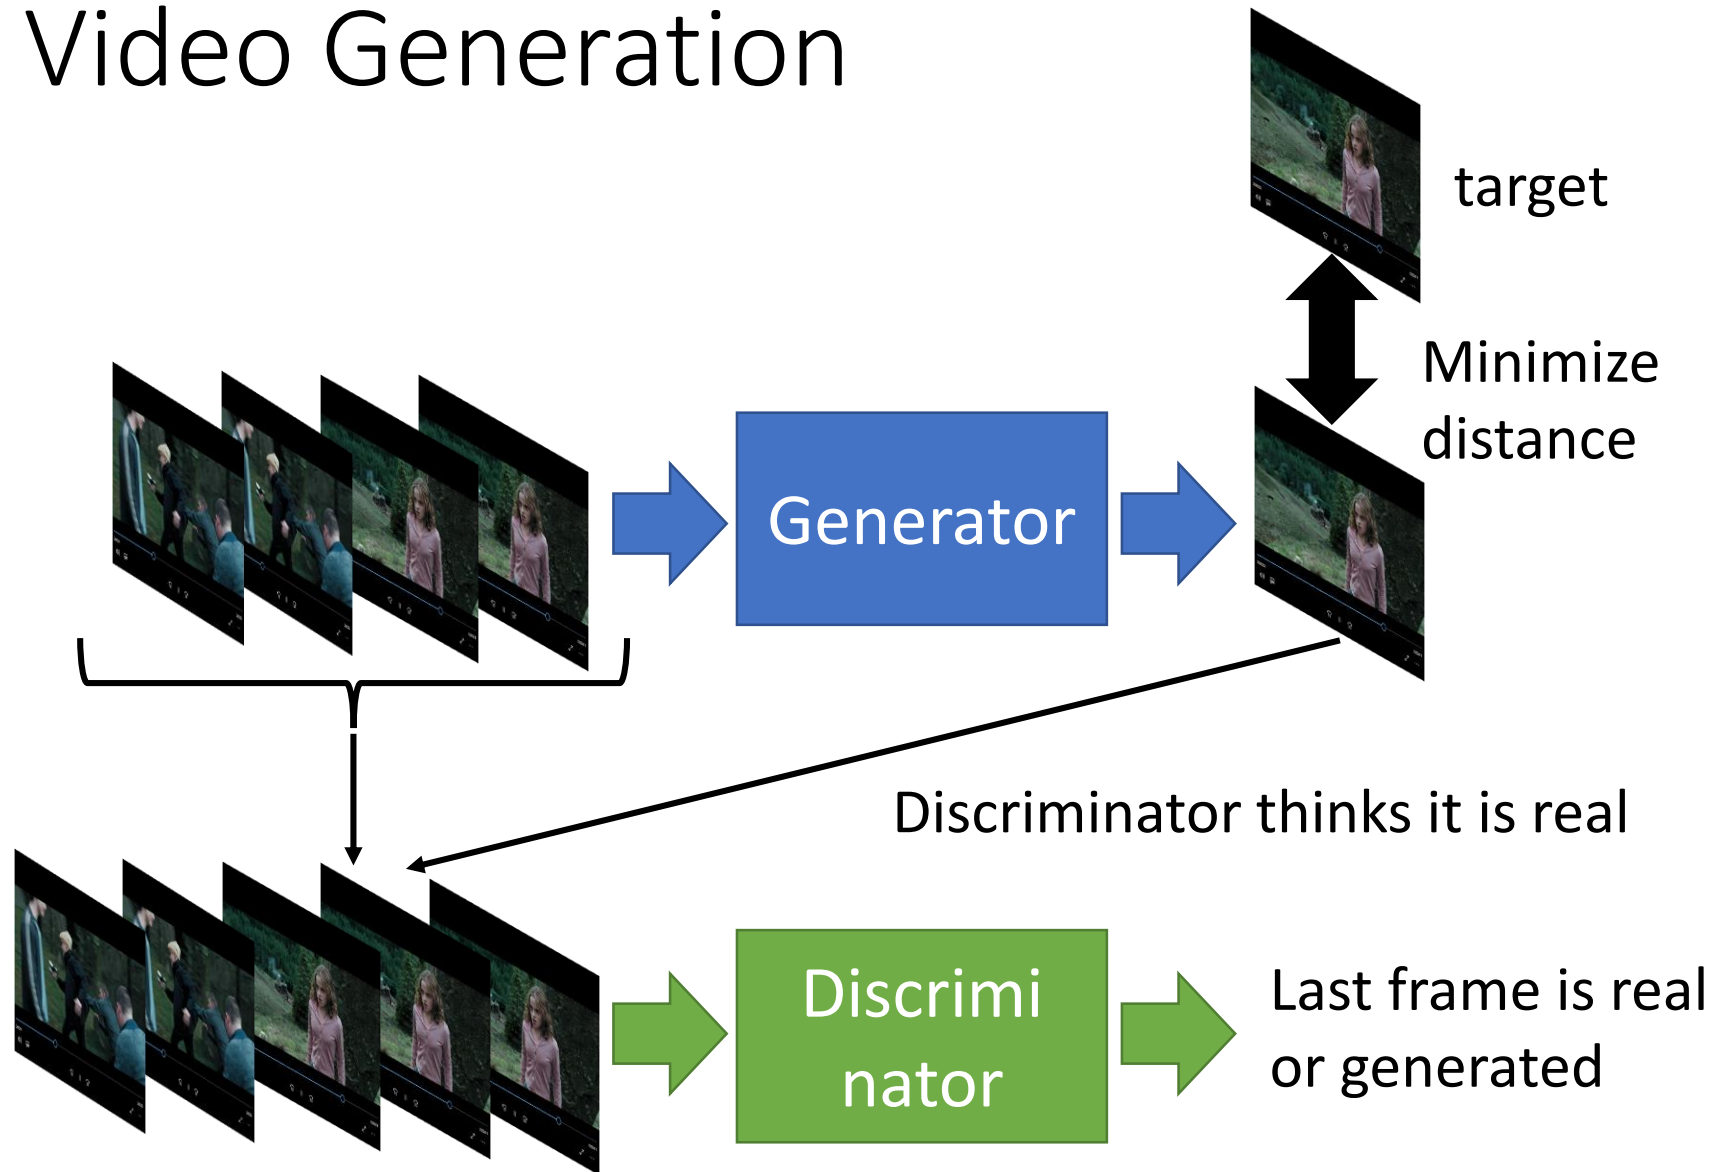 Video Generation
target
Minimize
distance
Generator
Discriminator thinks it is real
Discrimi
nator
Last frame is real
or generated